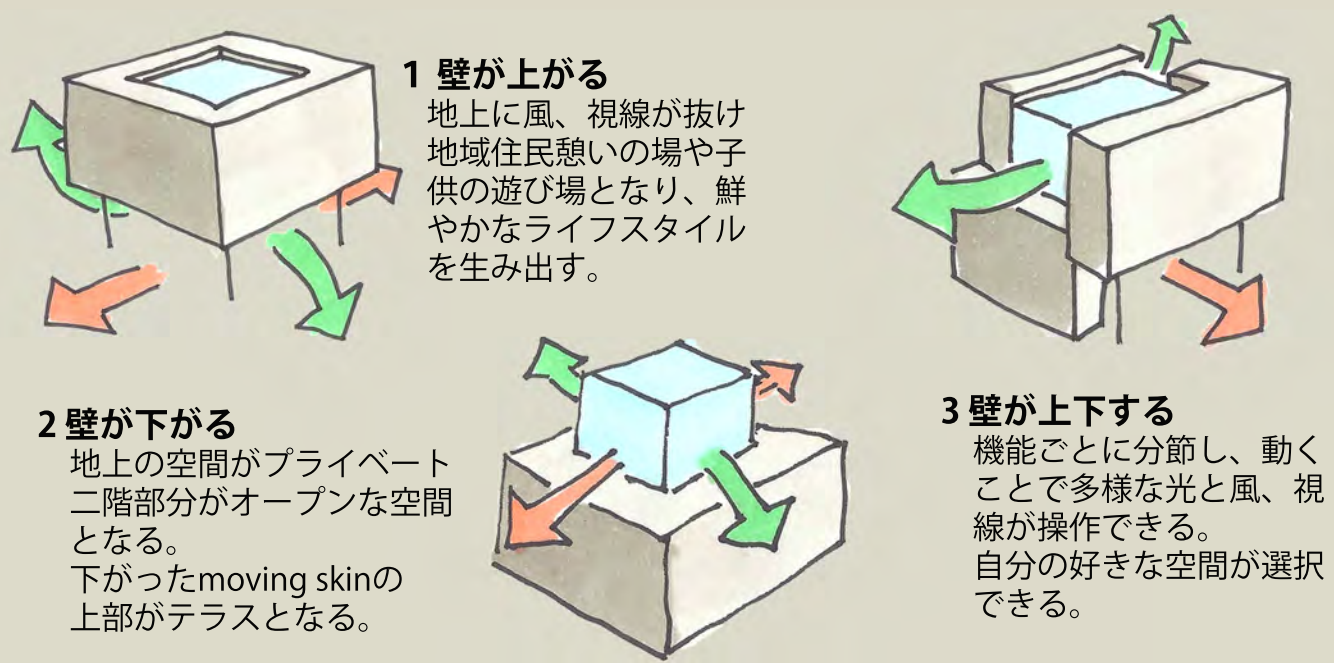 1 壁が上がる
地上に風、視線が抜け
地域住民憩いの場や子
供の遊び場となり、鮮
やかなライフスタイル
を生み出す。
2 壁が下がる
地上の空間がプライベート
二階部分がオープンな空間
となる。
下がったmoving skinの
上部がテラスとなる。
3 壁が上下する
機能ごとに分節し、動く
ことで多様な光と風、視
線が操作できる。
自分の好きな空間が選択
できる。